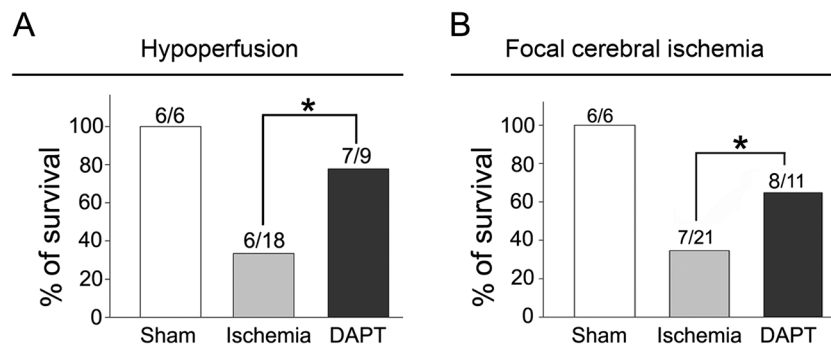 A
Hypoperfusion
% of survival
100
80
60
40
20
0
6/6
6/18
7/9
*
Sham Ischemia DAPT
B
Focal cerebral ischemia
% of survival
100
80
60
40
20
0
6/6
7/21
8/11
*
Sham Ischemia DAPT